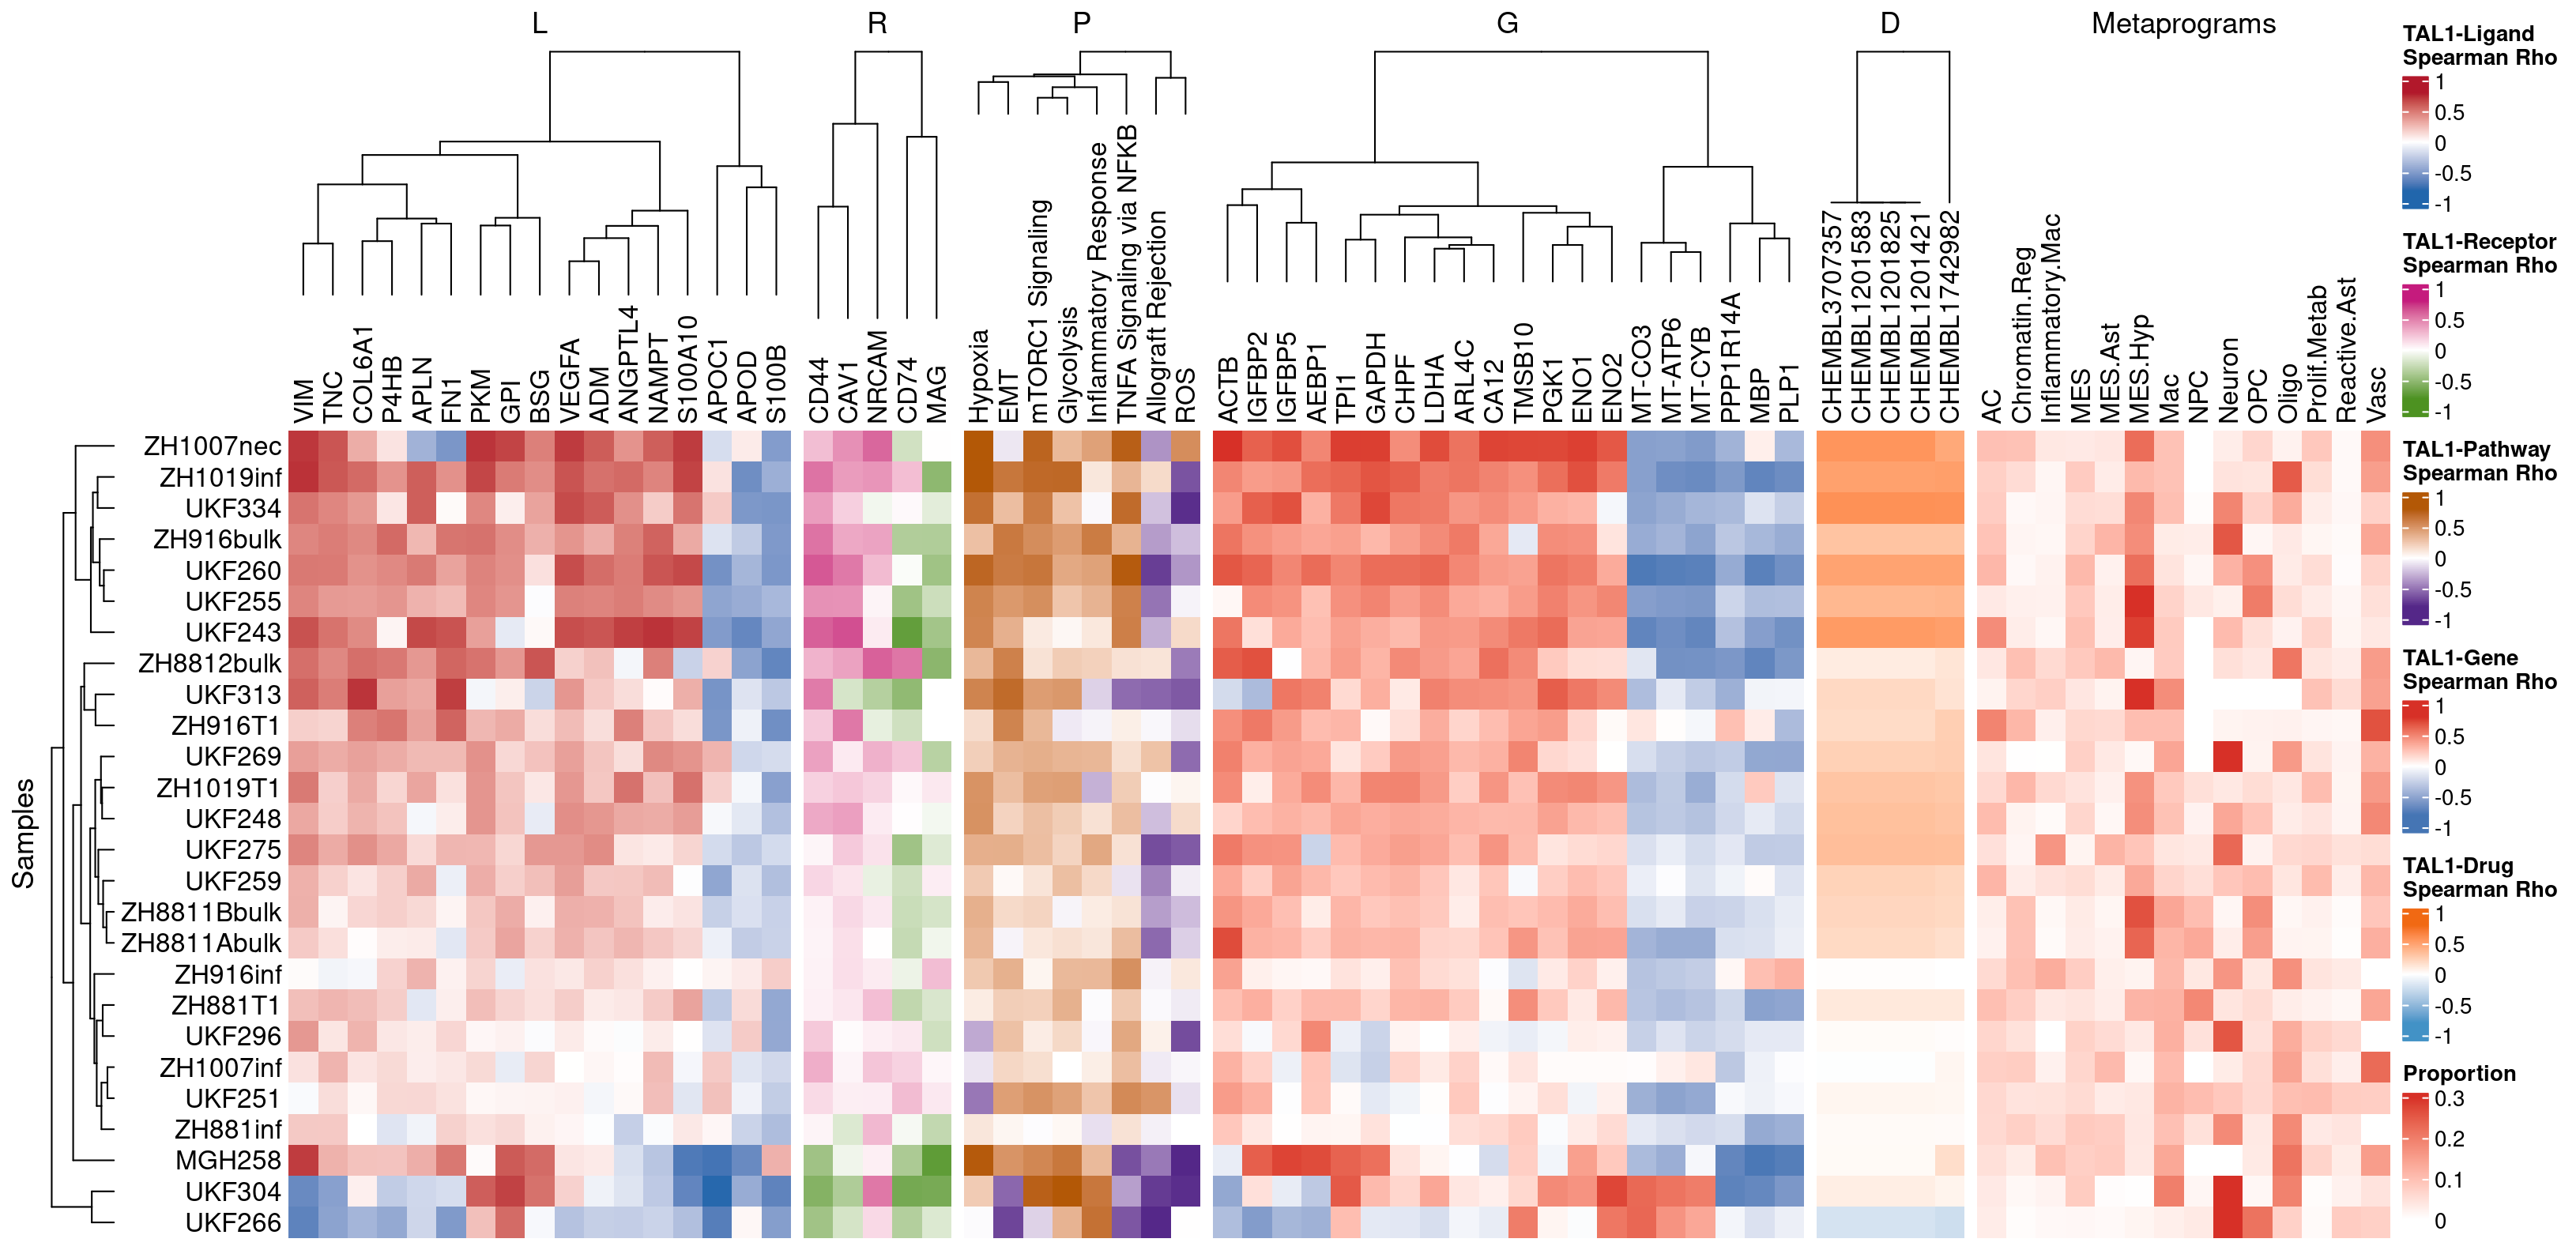 L R P G D Metaprograms
VIM TNC COL6A1 P4HB APLN FN1 PKM GPI BSG VEGFA ADM ANGPTL4 NAMPT S100A10 APOC1 APOD S100B
CD44 CAV1 NRCAM CD74 MAG
Hypoxia
EMT
mTORC1 Signaling
Glycolysis
Inflammatory Response
TNFA Signaling via NFKB
Allograft Rejection
ROS
ACTB IGFBP2 IGFBP5 AEBP1 TPI1 GAPDH CHPF LDHA ARL4C CA12 TMSB10 PGK1 ENO1 ENO2 MT-CO3 MT-ATP6 MT-CYB PPP1R14A MBP PLP1
CHEMBL3707357
CHEMBL1201583
CHEMBL1201825
CHEMBL1201421
CHEMBL1742982
AC Chromatin.Reg Inflammatory.Mac MES MES.Ast MES.Hyp Mac NPC Neuron OPC Oligo Prolif.Metab Reactive.Ast Vasc
Samples
ZH1007nec
ZH1019inf
UKF334
ZH916bulk
UKF260
UKF255
UKF243
ZH8812bulk
UKF313
ZH916T1
UKF269
ZH1019T1
UKF248
UKF275
UKF259
ZH8811Bbulk
ZH8811Abulk
ZH916inf
ZH881T1
UKF296
ZH1007inf
UKF251
ZH881inf
MGH258
UKF304
UKF266
TAL1-Ligand
Spearman Rho
1
0.5
0
-0.5
-1
TAL1-Receptor
Spearman Rho
1
0.5
0
-0.5
-1
TAL1-Pathway
Spearman Rho
1
0.5
0
-0.5
-1
TAL1-Gene
Spearman Rho
1
0.5
0
-0.5
-1
TAL1-Drug
Spearman Rho
1
0.5
0
-0.5
-1
Proportion
0.3
0.2
0.1
0